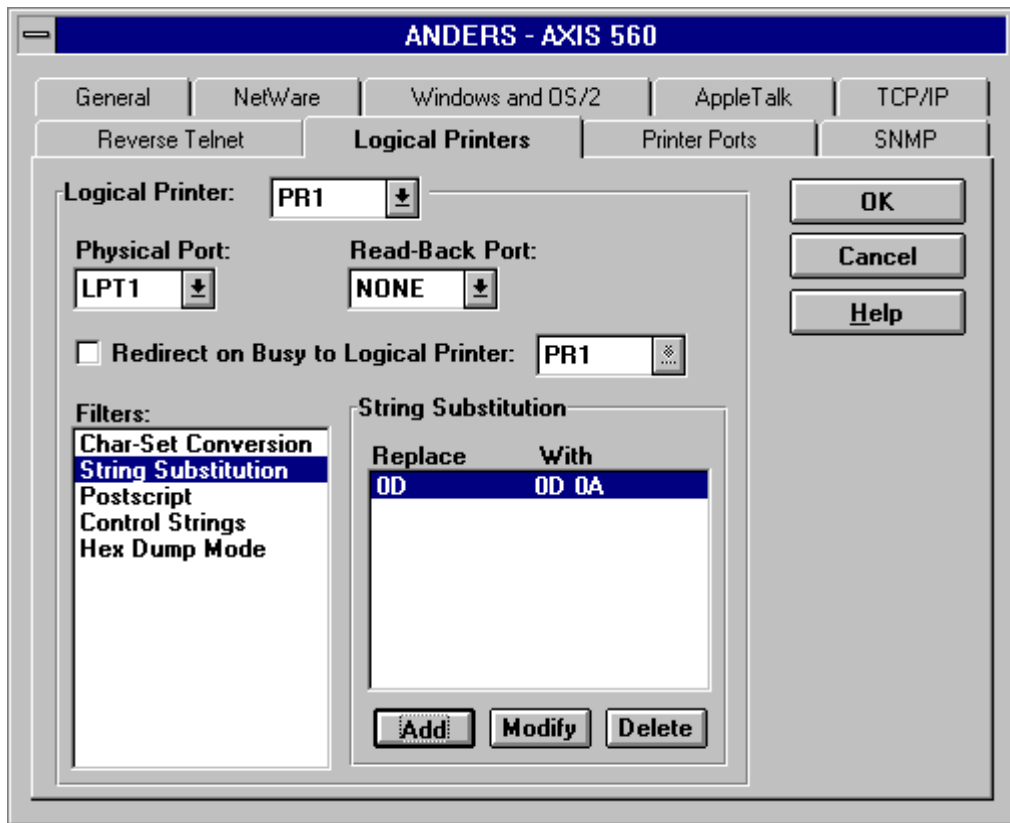 ANDERS - AXIS 560
General NetWare Windows and OS/2 AppleTalk TCP/IP
Reverse Telnet Logical Printers Printer Ports SNMP
Logical Printer: PR1
OK
Physical Port: Read-Back Port:
Cancel
LPT1 NONE
Help
Redirect on Busy to Logical Printer: PR1
Filters:
Char-Set Conversion
String Substitution
Postscript
Control Strings
Hex Dump Mode
String Substitution
Replace With
0D 0D 0A
Add Modify Delete